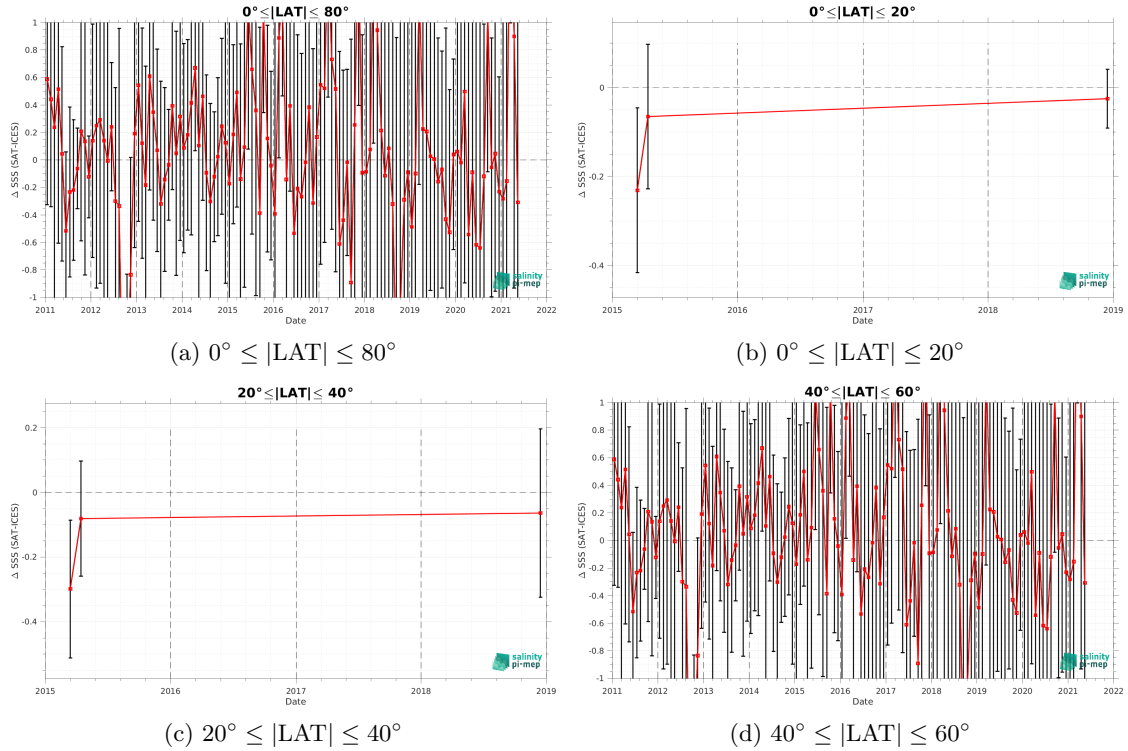 0°≤|LAT|≤ 80°
Δ SSS (SAT-ICES)
1
0.8
0.6
0.4
0.2
0
-0.2
-0.4
-0.6
-0.8
-1
2011 2012 2013 2014 2015 2016 2017 2018 2019 2020 2021 2022
Date
salinity
pi-mep
(a) 0° ≤ |LAT| ≤ 80°
0°≤|LAT|≤ 20°
Δ SSS (SAT-ICES)
0
-0.2
-0.4
2015 2016 2017 2018 2019
Date
salinity
pi-mep
(b) 0° ≤ |LAT| ≤ 20°
20°≤|LAT|≤ 40°
Δ SSS (SAT-ICES)
0.2
0
-0.2
-0.4
2015 2016 2017 2018 2019
Date
salinity
pi-mep
(c) 20° ≤ |LAT| ≤ 40°
40°≤|LAT|≤ 60°
Δ SSS (SAT-ICES)
1
0.8
0.6
0.4
0.2
0
-0.2
-0.4
-0.6
-0.8
-1
2011 2012 2013 2014 2015 2016 2017 2018 2019 2020 2021 2022
Date
salinity
pi-mep
(d) 40° ≤ |LAT| ≤ 60°